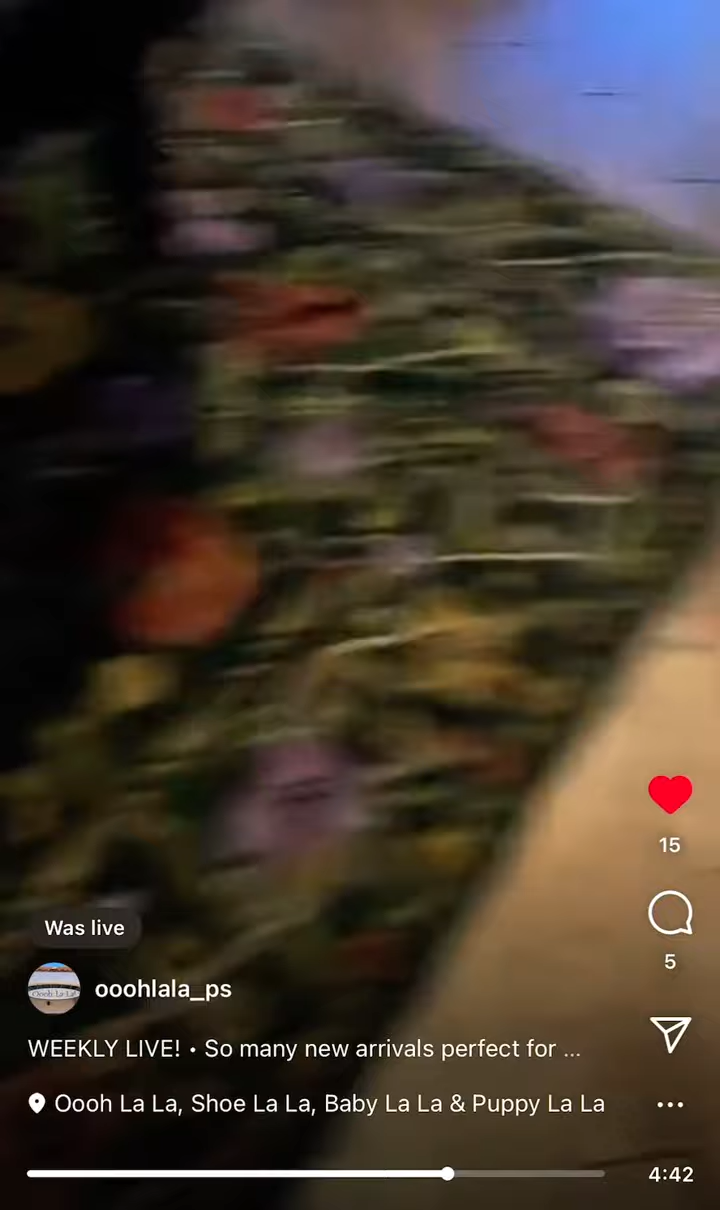 15
5
Was live
ooohlala_ps
WEEKLY LIVE! • So many new arrivals perfect for ...
Oooh La La, Shoe La La, Baby La La & Puppy La La
4:42